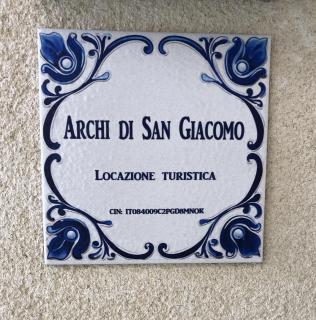 ARCHI DI SAN GIACOMO
LOCAZIONE TURISTICA
CIN: IT084009C2PGD8MNOK